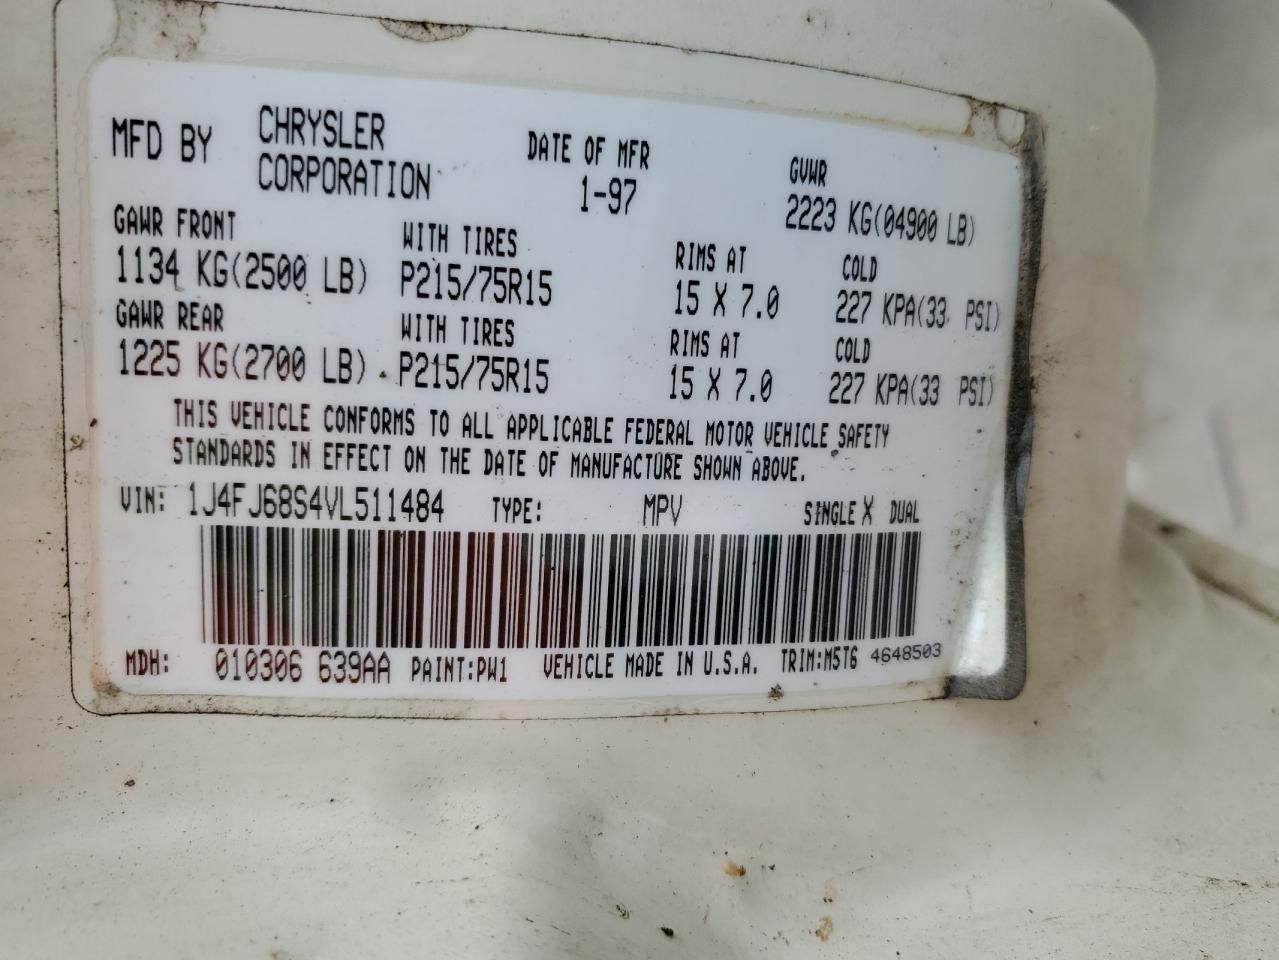 MFD BY CHRYSLER CORPORATION DATE OF MFR 1-97 GVWR 2223 KG(04900 LB)
GAWR FRONT WITH TIRES RIMS AT COLD
1134 KG(2500 LB) P215/75R15 15 X 7.0 227 KPA(33 PSI)
GAWR REAR WITH TIRES RIMS AT COLD
1225 KG(2700 LB) P215/75R15 15 X 7.0 227 KPA(33 PSI)
THIS VEHICLE CONFORMS TO ALL APPLICABLE FEDERAL MOTOR VEHICLE SAFETY
STANDARDS IN EFFECT ON THE DATE OF MANUFACTURE SHOWN ABOVE.
VIN: 1J4FJ68S4VL511484 TYPE: MPV SINGLE X DUAL
MDH: 010306 639AA PAINT:PW1 VEHICLE MADE IN U.S.A. TRIM:M5T6 4648503